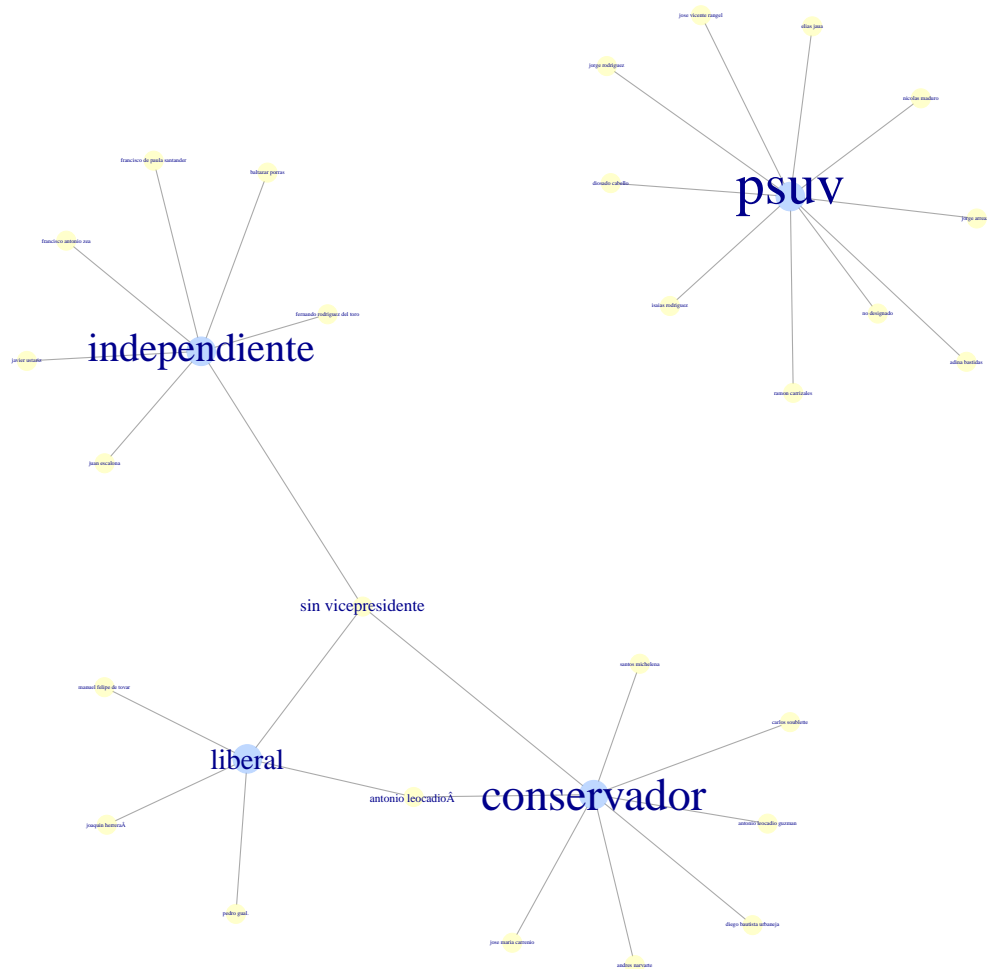 jose vicente rangel
elias jaua
jorge rodriguez
nicolas maduro
francisco de paula santander
baltazar porras
diosado cabello
psuv
jorge arrua
francisco antonio zea
isaias rodriguez
no designado
fernando rodriguez del toro
independiente
javier ustariz
adina bastidas
ramon carrizales
juan escalona
sin vicepresidente
santos michelena
manuel felipe de tovar
carlos soublette
liberal
antonio leocadioÂ
conservador
joaquin herreraÂ
antonio leocadio guzman
pedro gual.
diego bautista urbaneja
jose maria carrenio
andres narvarte